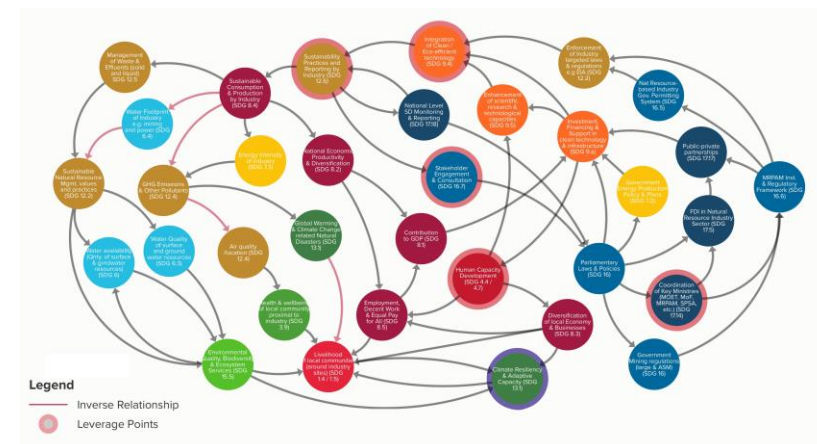 Management
of Waste &
Effluents (solid
and liquid)
(SDG 12.5)
Sustainable
Consumption
& Production
by Industry
(SDG 8.4)
Sustainability
Practices and
Reporting by
Industry (SDG
12.6)
Integration
of Clean /
Eco-efficient
technology
(SDG 9.4)
Enforcement
of Industry
targeted laws
& regulations
e.g EIA (SDG
12.2)
Nat Resource-
based Industry
Gov. Permitting
System (SDG
16.5)
Water Footprint
of Industry
e.g. mining
and power (SDG
6.4)
National Level
SD Monitoring
& Reporting
(SDG 17.18)
Enhancement
of scientific
research &
technological
capacities
(SDG 9.5)
Investment,
Financing &
Support in
clean technology
& infrastructure
(SDG 9.a)
Public-private
partnerships
(SDG 17.17)
Energy Intensity
of Industry
(SDG 7.3)
National Economic
Productivity
& Diversification
(SDG 8.2)
Sustainable
Natural Resource
Mgmt. values
and practices
(SDG 12.2)
GHG Emissions
& Other Pollutants
(SDG 12.4)
Stakeholder
Engagement
& Consultation
(SDG 16.7)
Government
Energy Production
Policy & Plans
MRPAM Inst.
& Regulatory
Framework (SDG
16.6)
FDI in Natural
Resource Industry
Sector (SDG
17.5)
Global Warming
& Climate Change
related Natural
Disasters (SDG
13.1)
Contribution
to GDP (SDG
8.1)
Water availability
(Qnty. of surface
& groundwater
resources)
Water Quality
of surface
and ground
water resources)
(SDG 6.3)
Air quality
(SDG
12.4)
Parliamentary
Laws & Policies
(SDG 16)
Human Capacity
Development
(SDG 4.4 /
4.7)
Coordination
of Key Ministries
(MOET, MoF,
MRPAM, SPSA,
etc.) (SDG
17.14)
Health & wellbeing
of local community
proximal to
industry (SDG
3.9)
Employment,
Decent Work
& Equal Pay
for All (SDG
8.5)
Diversification
of local Economy
& Businesses
(SDG 8.3)
Environmental
Quality, Biodiversity
& Ecosystem
Services (SDG
15.5)
Livelihood
of local community
(around industry
sites) (SDG
1.4 / 1.5)
Climate Resiliency
& Adaptive
Capacity (SDG
13.1)
Government
Mining regulations
(large & ASM)
(SDG 16)
Legend
Inverse Relationship
Leverage Points